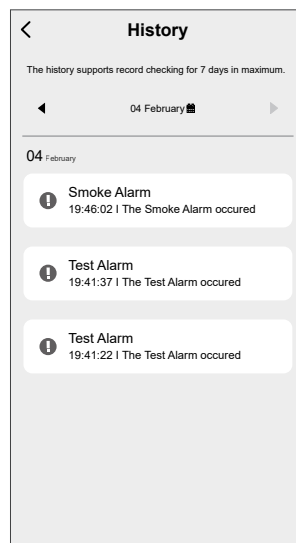 History
The history supports record checking for 7 days in maximum.
04 February
04 February
Smoke Alarm
19:46:02 I The Smoke Alarm occured
Test Alarm
19:41:37 I The Test Alarm occured
Test Alarm
19:41:22 I The Test Alarm occured